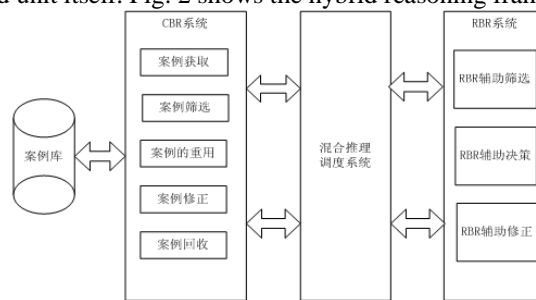 d unit itself. Fig. 2 shows the hybrid reasoning fram
CBR系统
案例获取
案例筛选
案例的重用
案例修正
案例回收
案例库
混合推理
调度系统
RBR系统
RBR辅助筛选
RBR辅助决策
RBR辅助修正